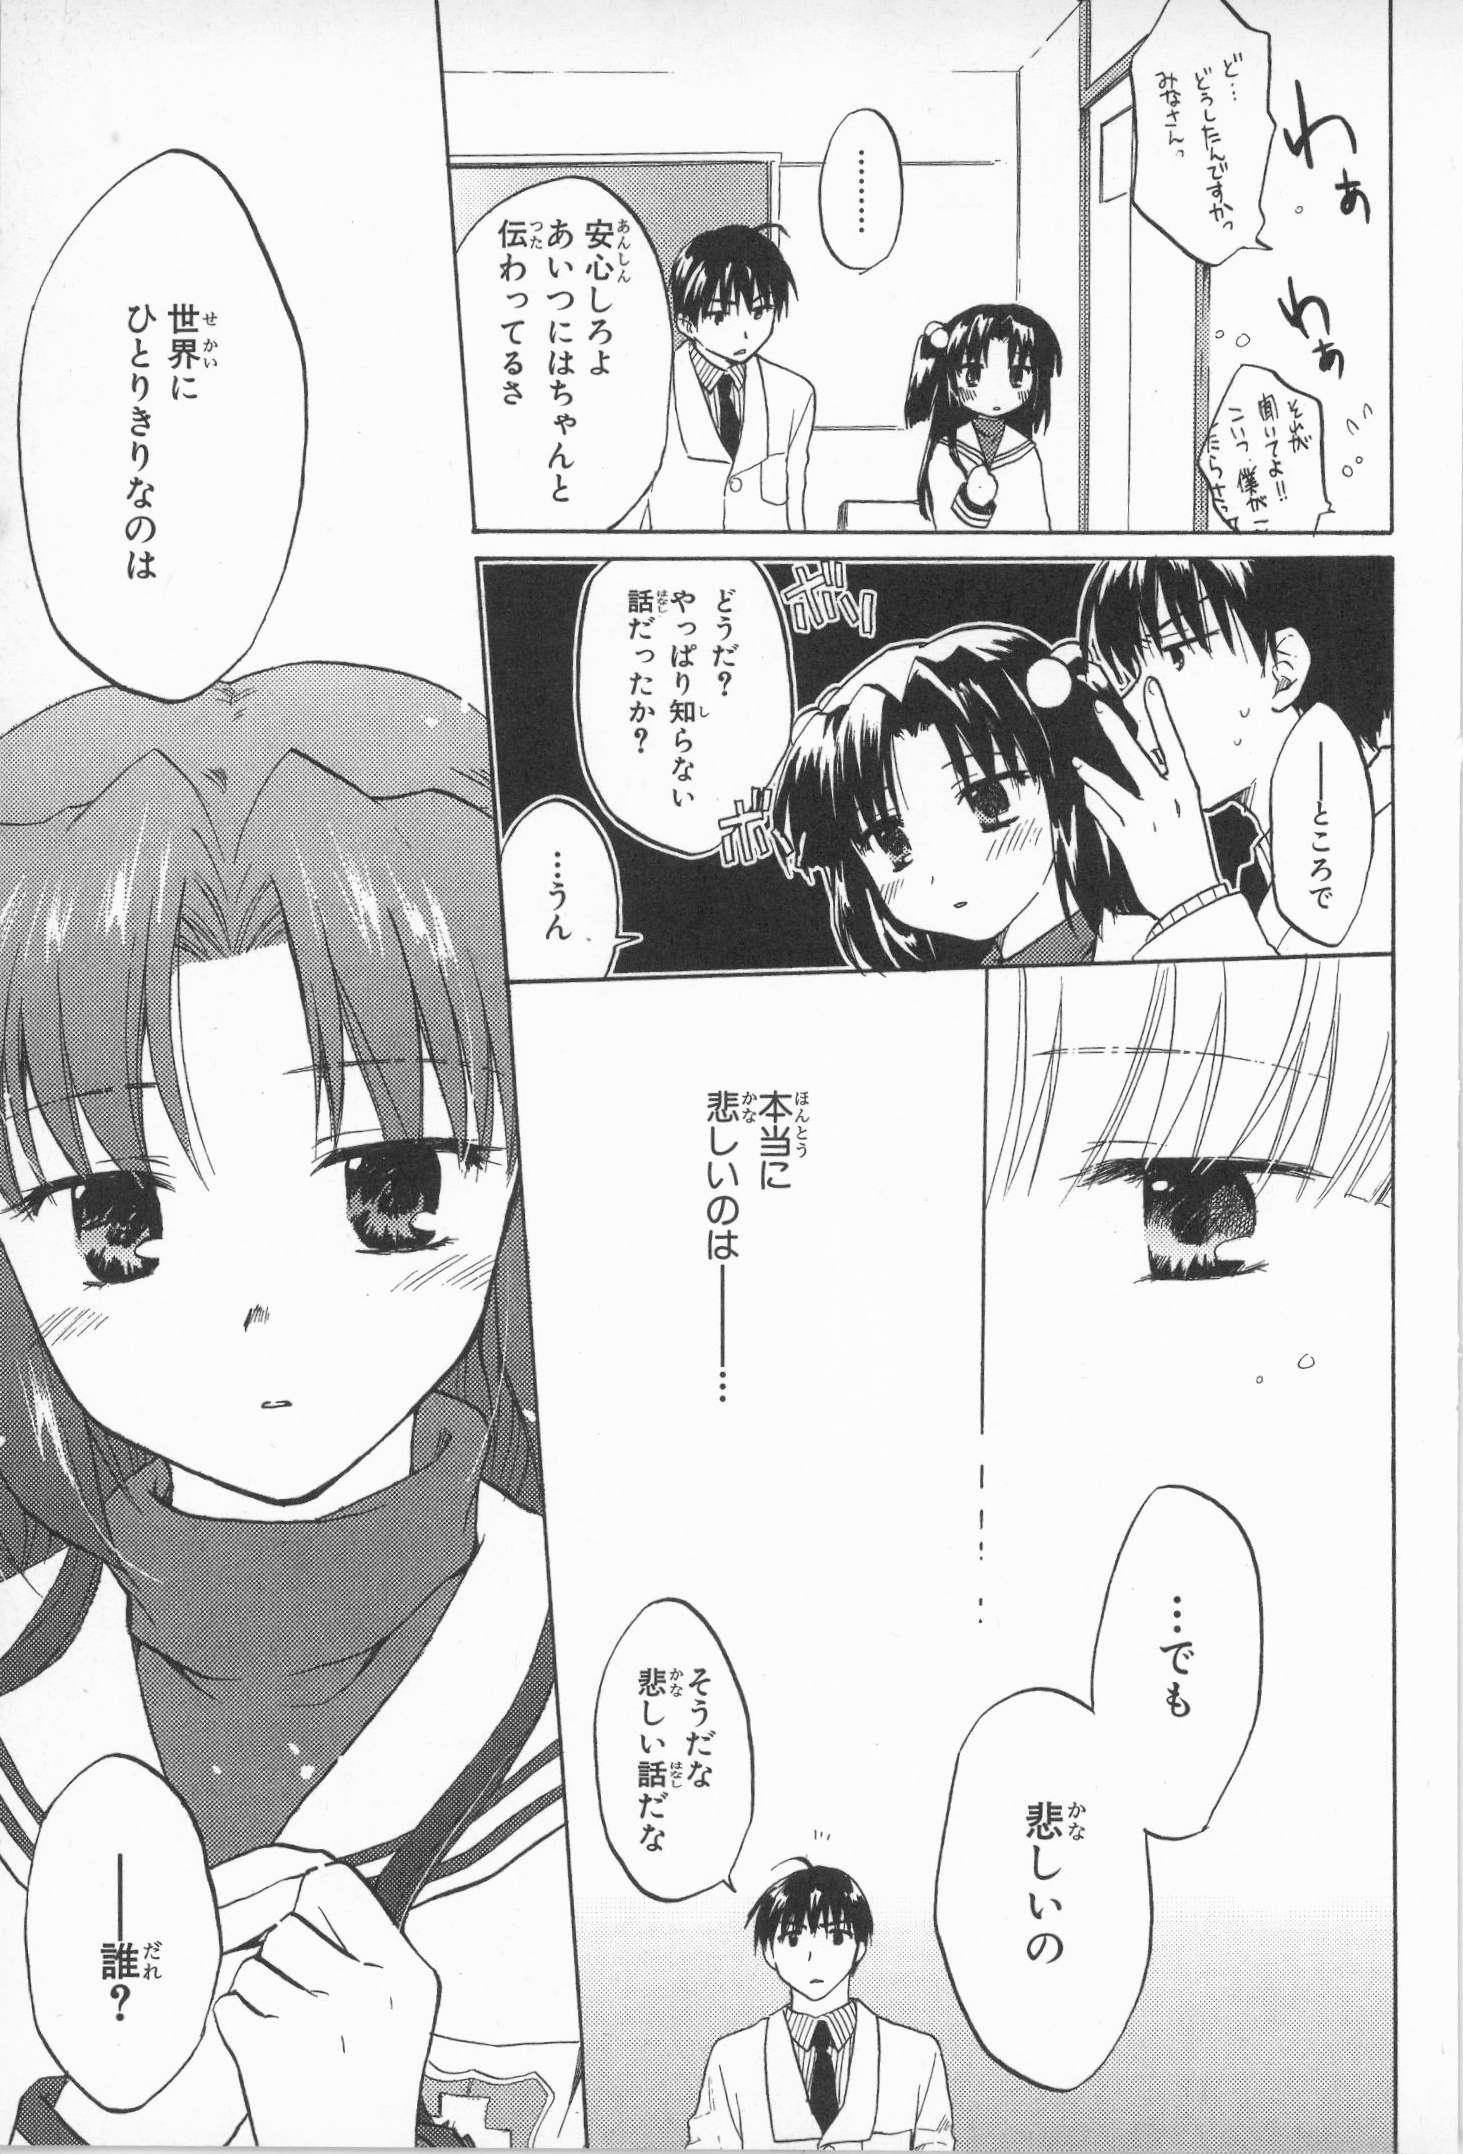 ど…
どうしたんですかっ
みなさんっ
わぁ
わぁ
それが
聞いてよ!!
こいつ、僕が
………
安心しろよ
あいつにはちゃんと
伝わってるさ
――ところで
ボソ
ボソ
どうだ?
やっぱり知らない
話だったか?
…うん
…でも
悲しいの
そうだな
悲しい話だな
本当に
悲しいのは――…
世界に
ひとりきりなのは
――誰?